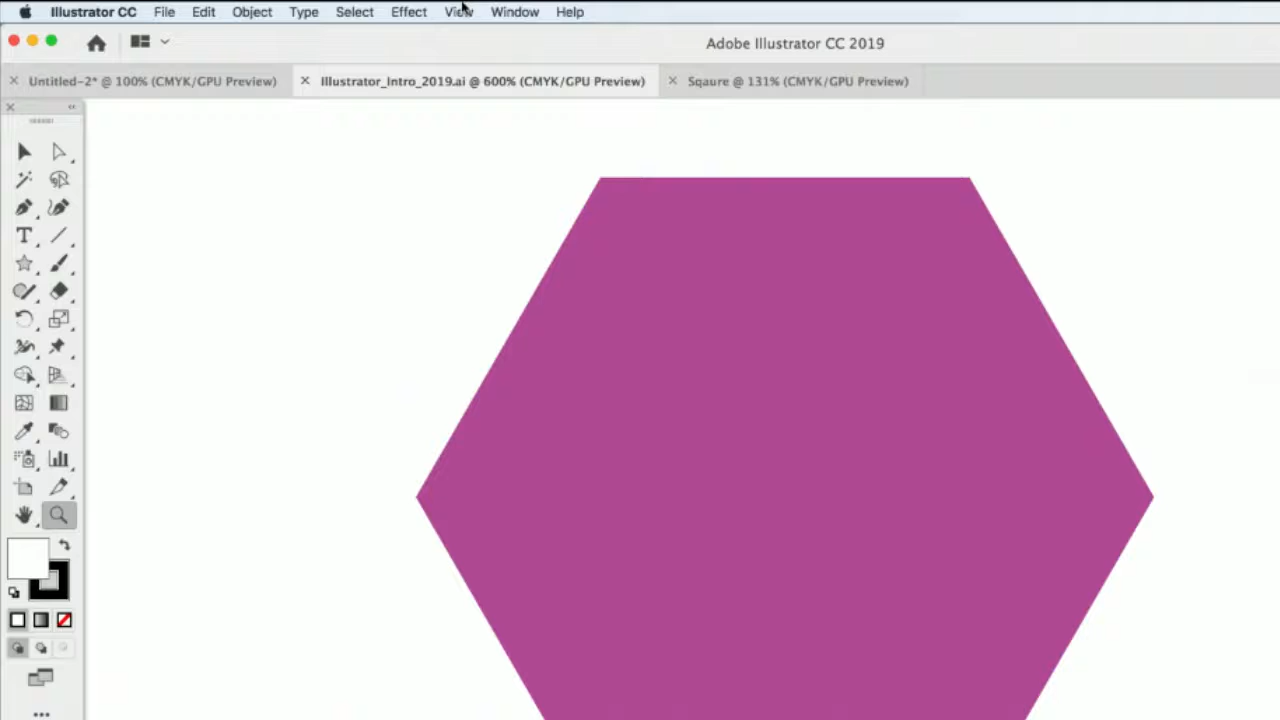 Illustrator CC File Edit Object Type Select Effect View Window Help
Adobe Illustrator CC 2019
Untitled-2* @ 100% (CMYK/GPU Preview) Illustrator_Intro_2019.ai @ 600% (CMYK/GPU Preview) Sqaure @ 131% (CMYK/GPU Preview)